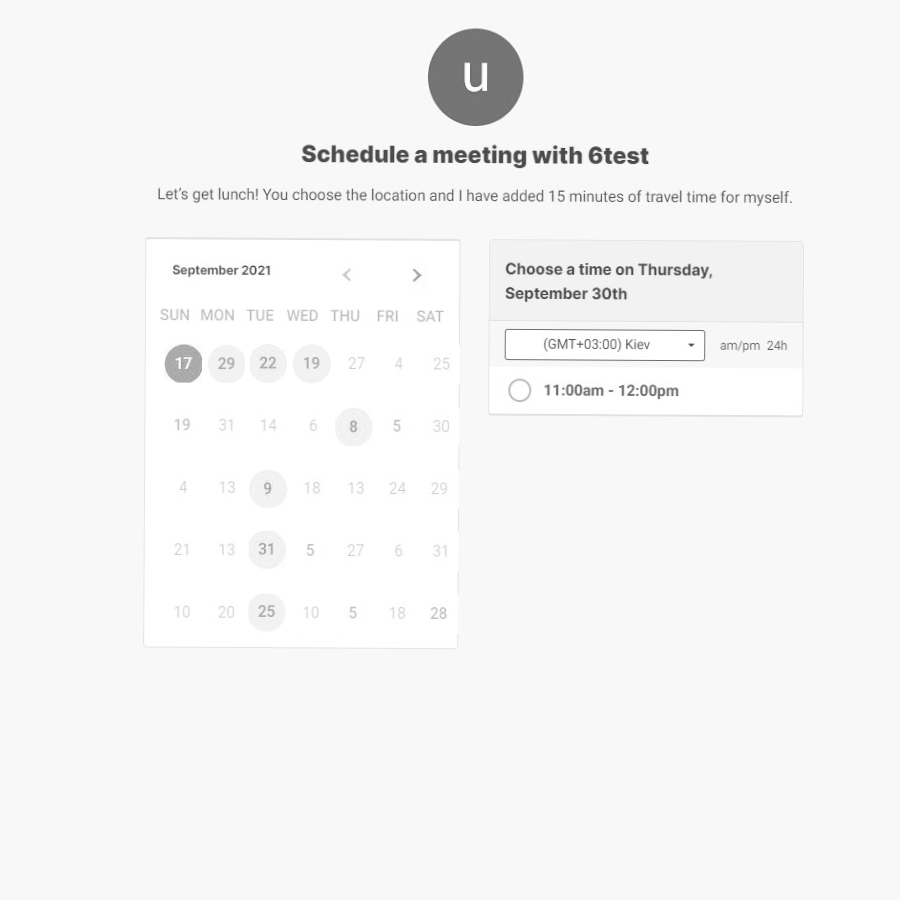 u
Schedule a meeting with 6test
Let's get lunch! You choose the location and I have added 15 minutes of travel time for myself.
September 2021
SUN MON TUE WED THU FRI SAT
17 29 22 19 27 4 25
19 31 14 6 8 5 30
4 13 9 18 13 24 29
21 13 31 5 27 6 31
10 20 25 10 5 18 28
Choose a time on Thursday,
September 30th
(GMT+03:00) Kiev
am/pm 24h
11:00am - 12:00pm